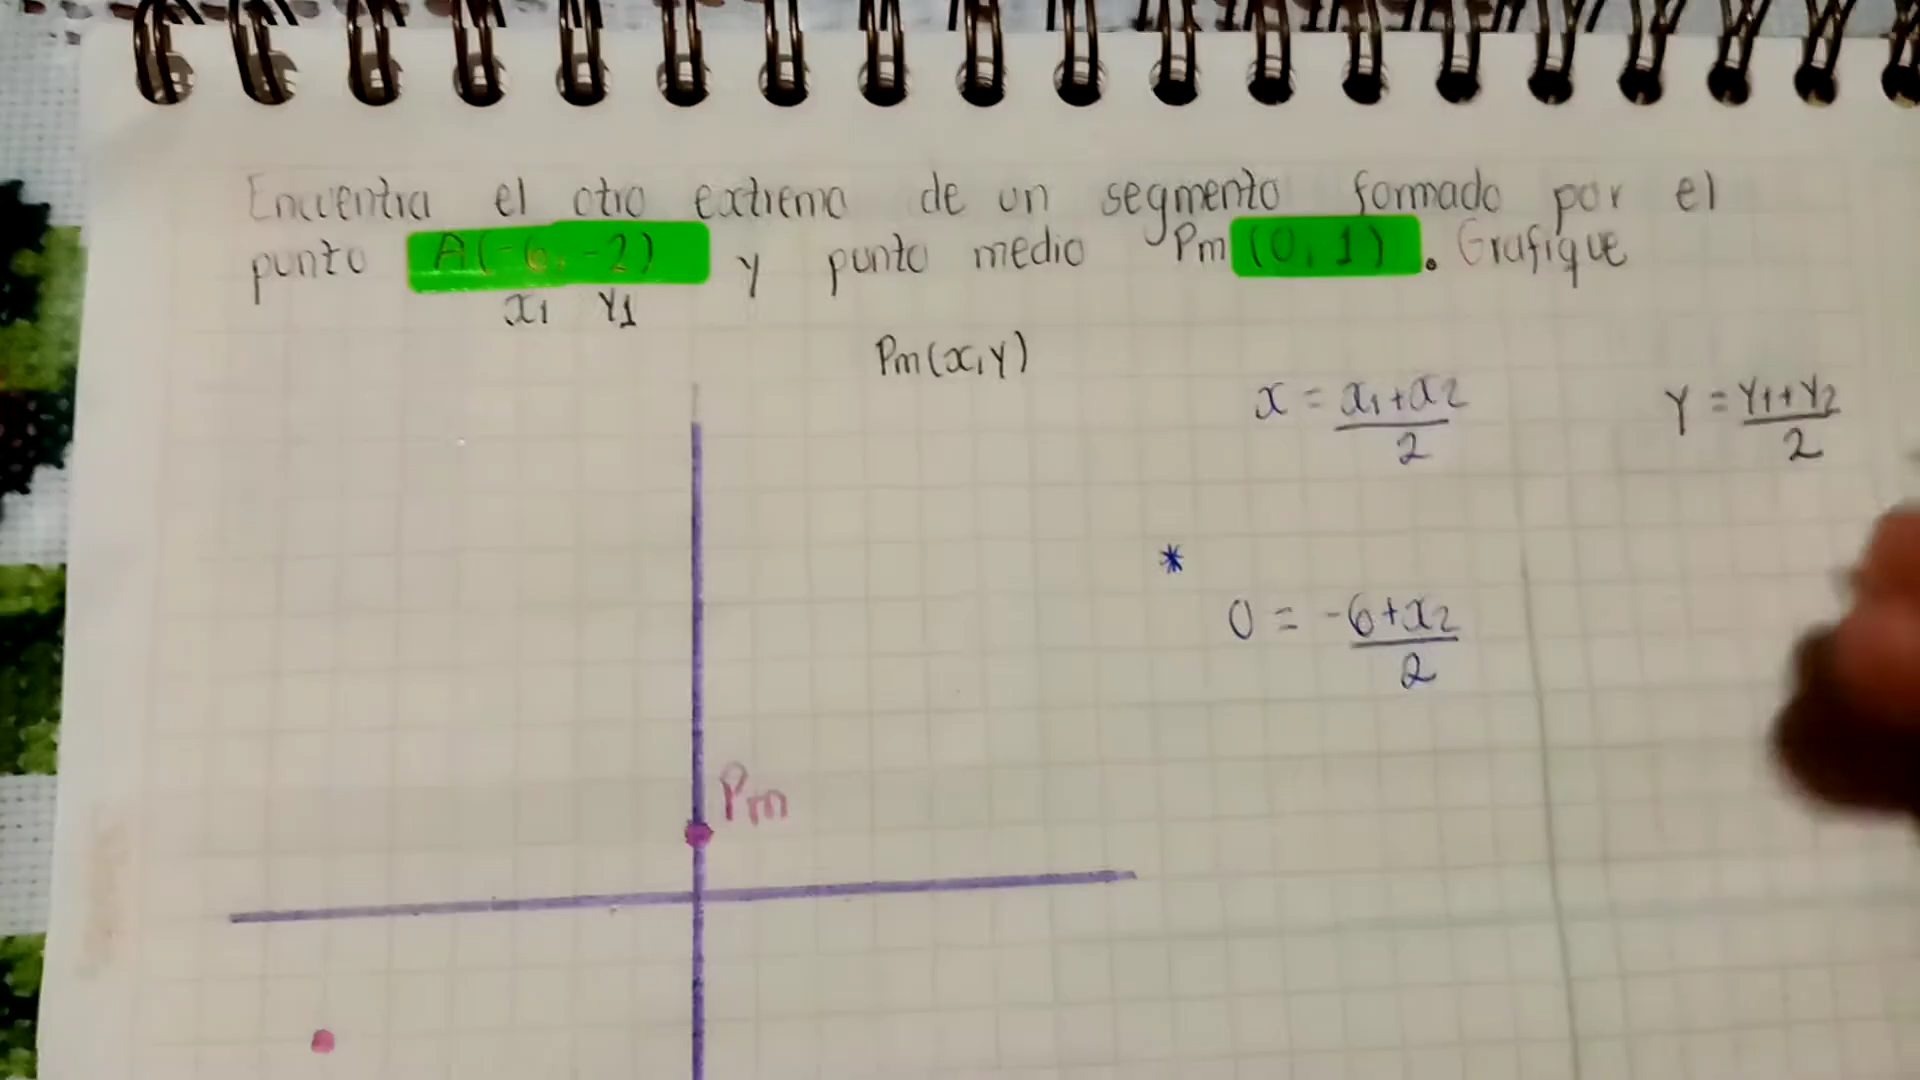 Encuentra el otro extremo de un segmento formado por el
punto A(-6, -2) y punto medio Pm (0, 1). Grafique
x1 Y1
Pm(x, Y)
x = x1+x2 / 2
Y = Y1+Y2 / 2
*
0 = -6+x2 / 2
Pm